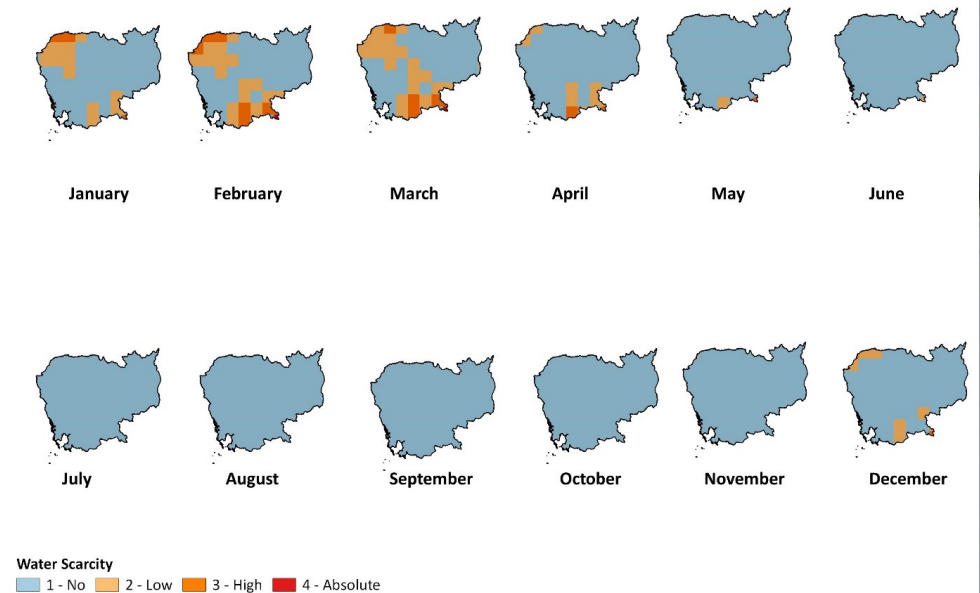 January February March April May June
July August September October November December
Water Scarcity
1 - No 2 - Low 3 - High 4 - Absolute